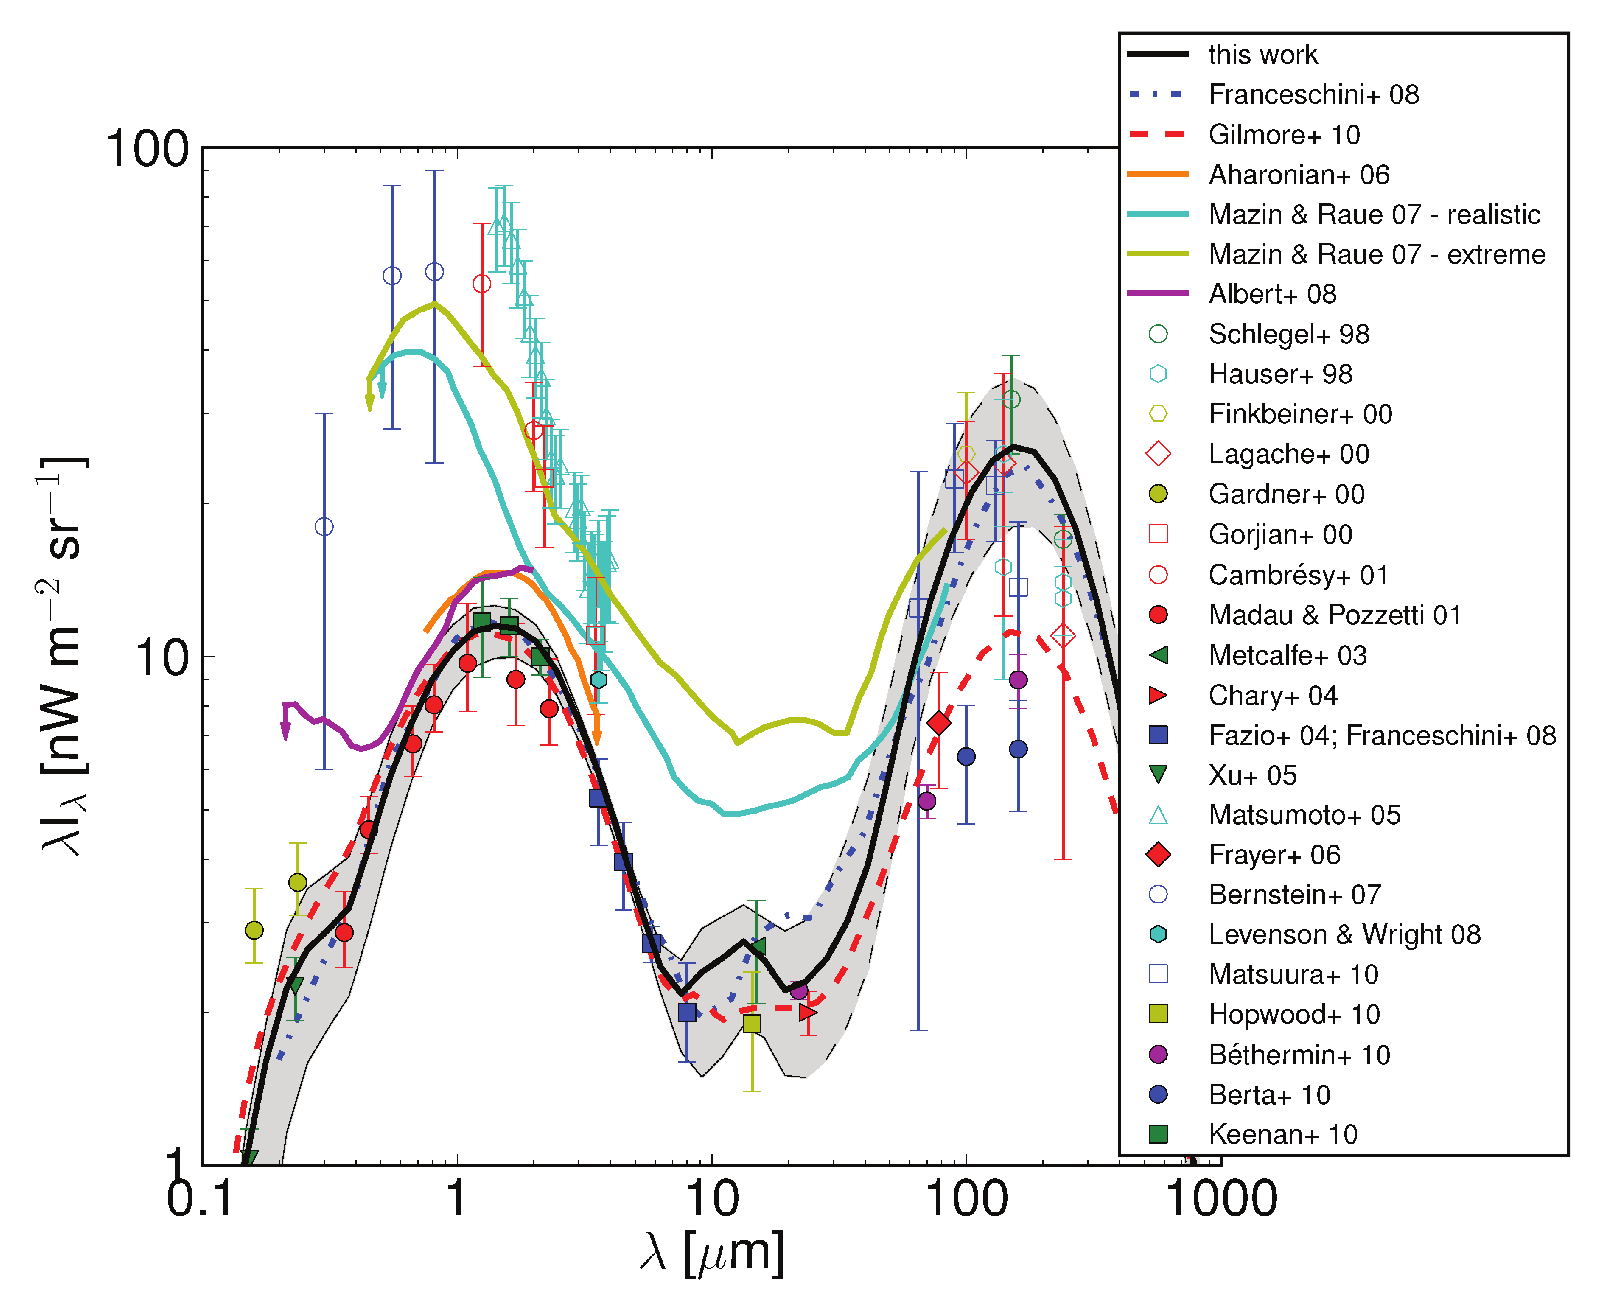 this work
Franceschini+ 08
Gilmore+ 10
Aharonian+ 06
Mazin & Raue 07 - realistic
Mazin & Raue 07 - extreme
Albert+ 08
Schlegel+ 98
Hauser+ 98
Finkbeiner+ 00
Lagache+ 00
Gardner+ 00
Gorjian+ 00
Cambrésy+ 01
Madau & Pozzetti 01
Metcalfe+ 03
Chary+ 04
Fazio+ 04; Franceschini+ 08
Xu+ 05
Matsumoto+ 05
Frayer+ 06
Bernstein+ 07
Levenson & Wright 08
Matsuura+ 10
Hopwood+ 10
Béthermin+ 10
Berta+ 10
Keenan+ 10
100
10
1
λI_λ [nW m⁻² sr⁻¹]
0.1 1 10 100 1000
λ [μm]